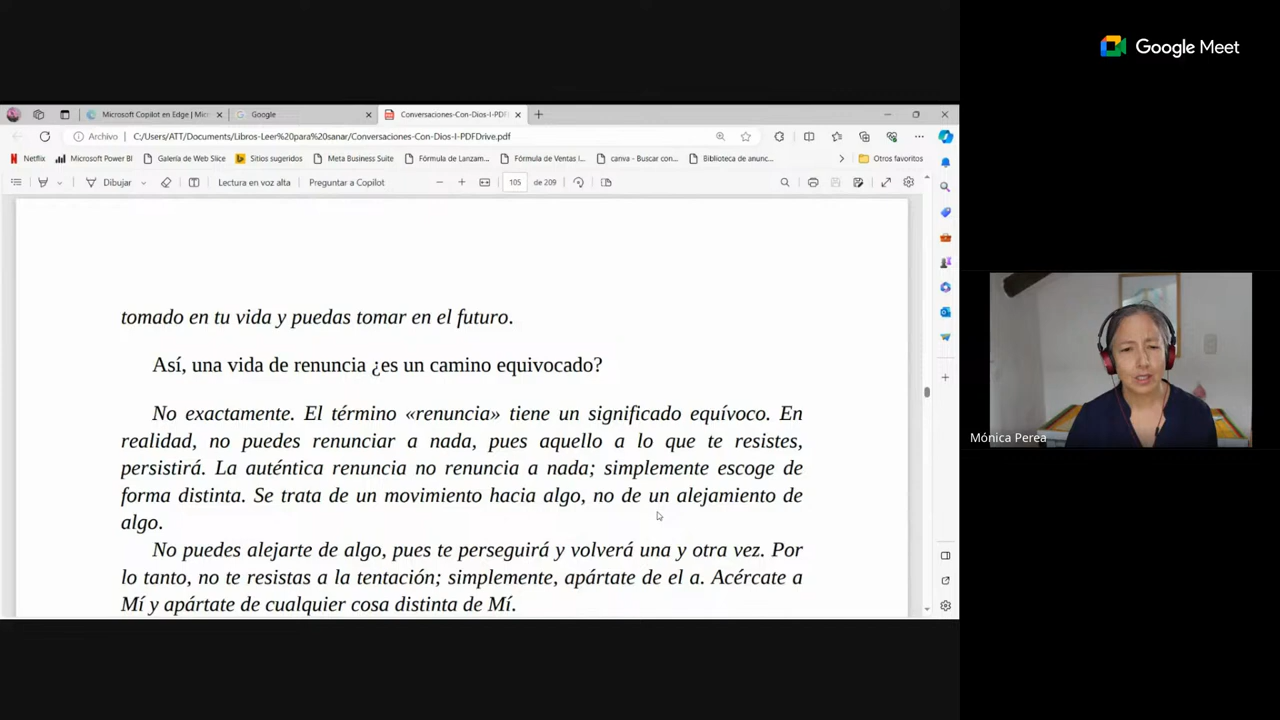 Google Meet
Microsoft Copilot en Edge | Mic
Google
Conversaciones-Con-Dios-I-PDFD
Archivo
C:/Users/ATT/Documents/Libros-Leer%20para%20sanar/Conversaciones-Con-Dios-I-PDFDrive.pdf
Netflix
Microsoft Power BI
Galería de Web Slice
Sitios sugeridos
Meta Business Suite
Fórmula de Lanzam...
Fórmula de Ventas I...
canva - Buscar con...
Biblioteca de anunc...
Otros favoritos
Dibujar
Lectura en voz alta
Preguntar a Copilot
105
de 209
tomado en tu vida y puedas tomar en el futuro.
Así, una vida de renuncia ¿es un camino equivocado?
No exactamente. El término «renuncia» tiene un significado equívoco. En
realidad, no puedes renunciar a nada, pues aquello a lo que te resistes,
persistirá. La auténtica renuncia no renuncia a nada; simplemente escoge de
forma distinta. Se trata de un movimiento hacia algo, no de un alejamiento de
algo.
No puedes alejarte de algo, pues te perseguirá y volverá una y otra vez. Por
lo tanto, no te resistas a la tentación; simplemente, apártate de el a. Acércate a
Mí y apártate de cualquier cosa distinta de Mí.
Mónica Perea